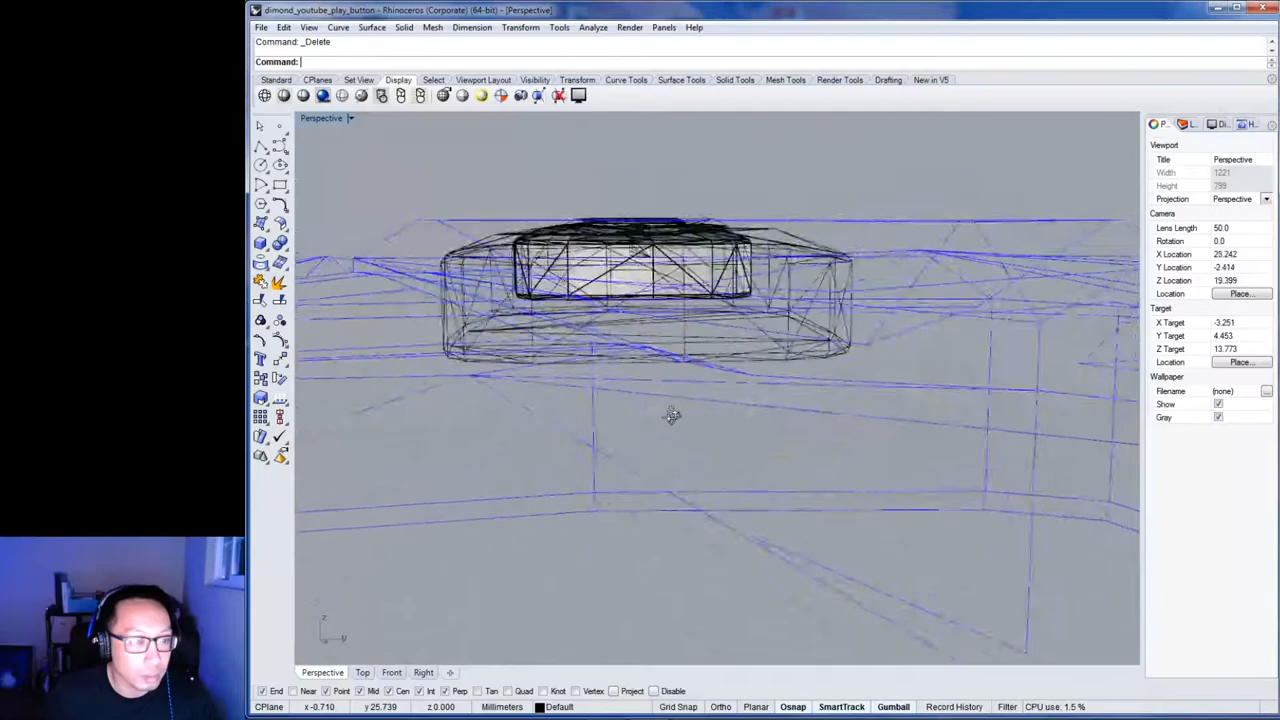 dimond_youtube_play_button - Rhinoceros (Corporate) (64-bit) - [Perspective]
File Edit View Curve Surface Solid Mesh Dimension Transform Tools Analyze Render Panels Help
Command: _Delete
Command:
Standard CPlanes Set View Display Select Viewport Layout Visibility Transform Curve Tools Surface Tools Solid Tools Mesh Tools Render Tools Drafting New in V5
Perspective
P... L... Di... H...
Viewport
Title Perspective
Width 1221
Height 799
Projection Perspective
Camera
Lens Length 50.0
Rotation 0.0
X Location 25.242
Y Location -2.414
Z Location 19.399
Location Place...
Target
X Target -3.251
Y Target 4.453
Z Target 13.773
Location Place...
Wallpaper
Filename (none) ...
Show
Gray
z
y
Perspective Top Front Right
End Near Point Mid Cen Int Perp Tan Quad Knot Vertex Project Disable
CPlane x -0.710 y 25.739 z 0.000 Millimeters Default Grid Snap Ortho Planar Osnap SmartTrack Gumball Record History Filter CPU use: 1.5 %